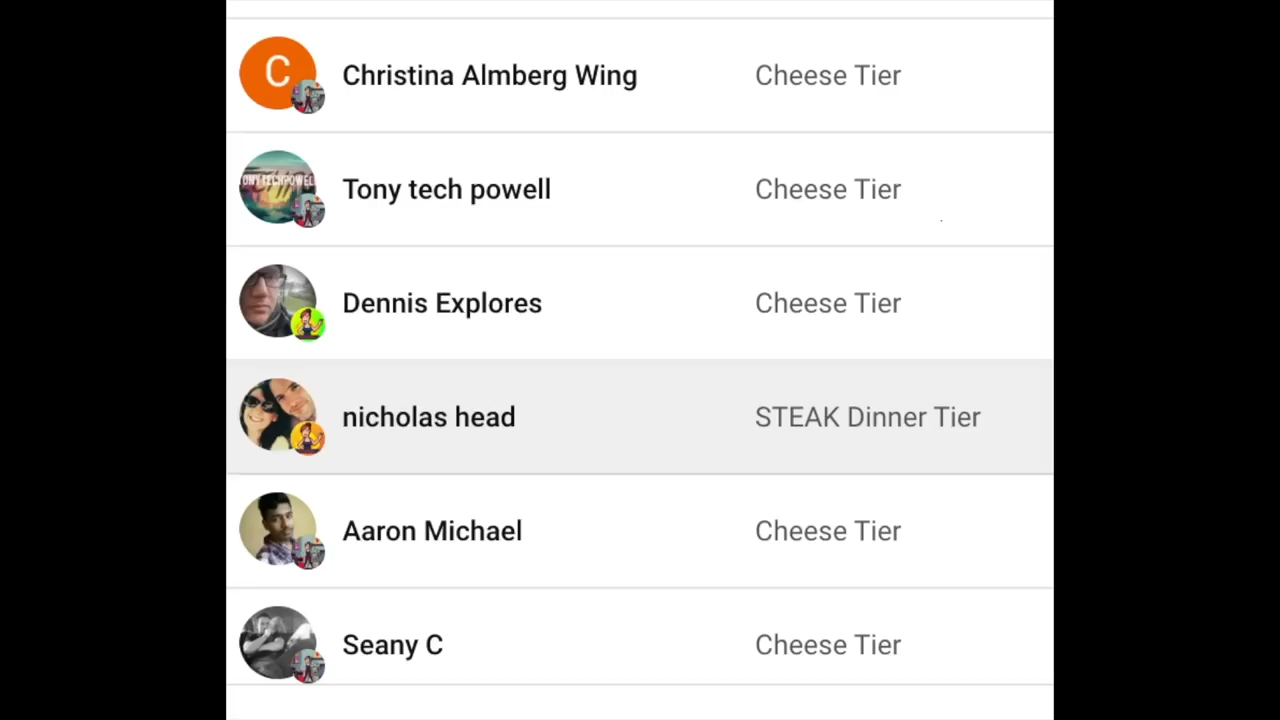 C
Christina Almberg Wing Cheese Tier
TONYTECHPOWELL
Tony tech powell Cheese Tier
Dennis Explores Cheese Tier
nicholas head STEAK Dinner Tier
Aaron Michael Cheese Tier
Seany C Cheese Tier